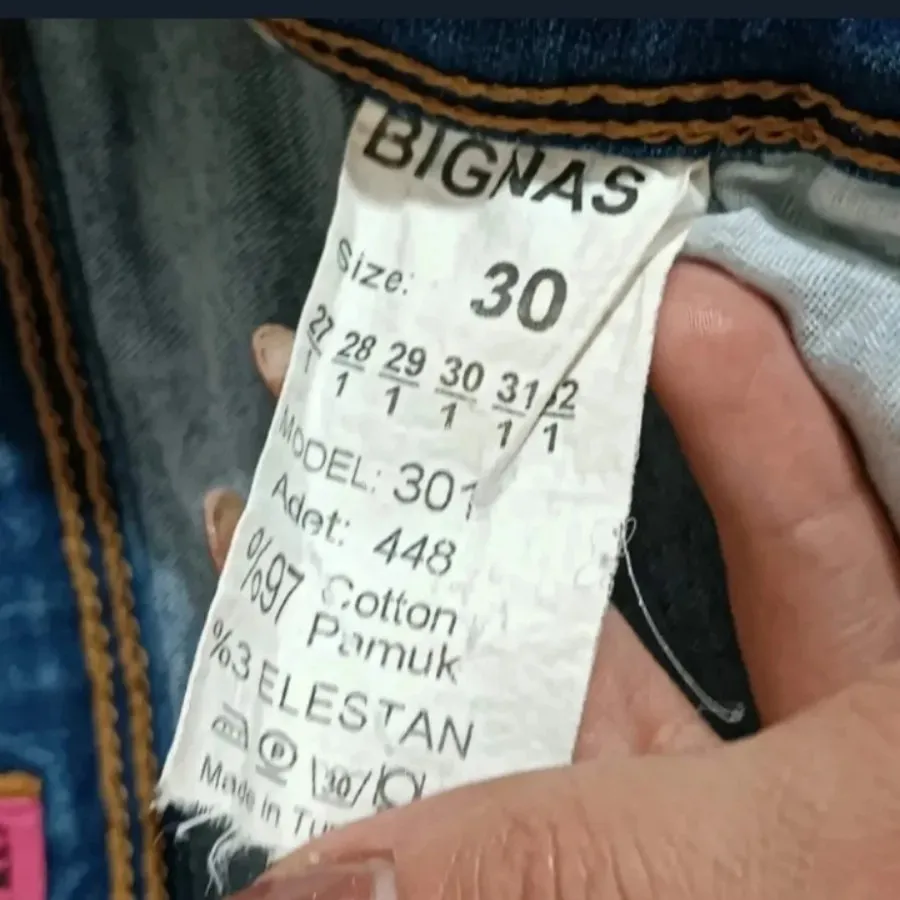 BIGNAS
Size: 30
27 28 29 30 31 32
1 1 1 1 1 1
MODEL: 301
Adet: 448
%97 Cotton
Pamuk
%3 ELESTAN
P 30
Made in